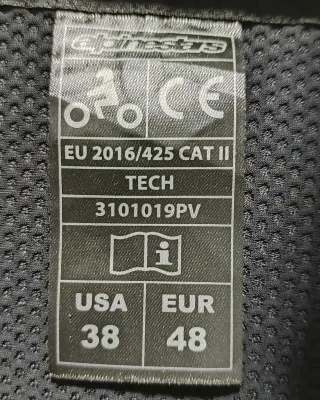 alpinestars
CE
EU 2016/425 CAT II
TECH
3101019PV
i
USA EUR
38 48